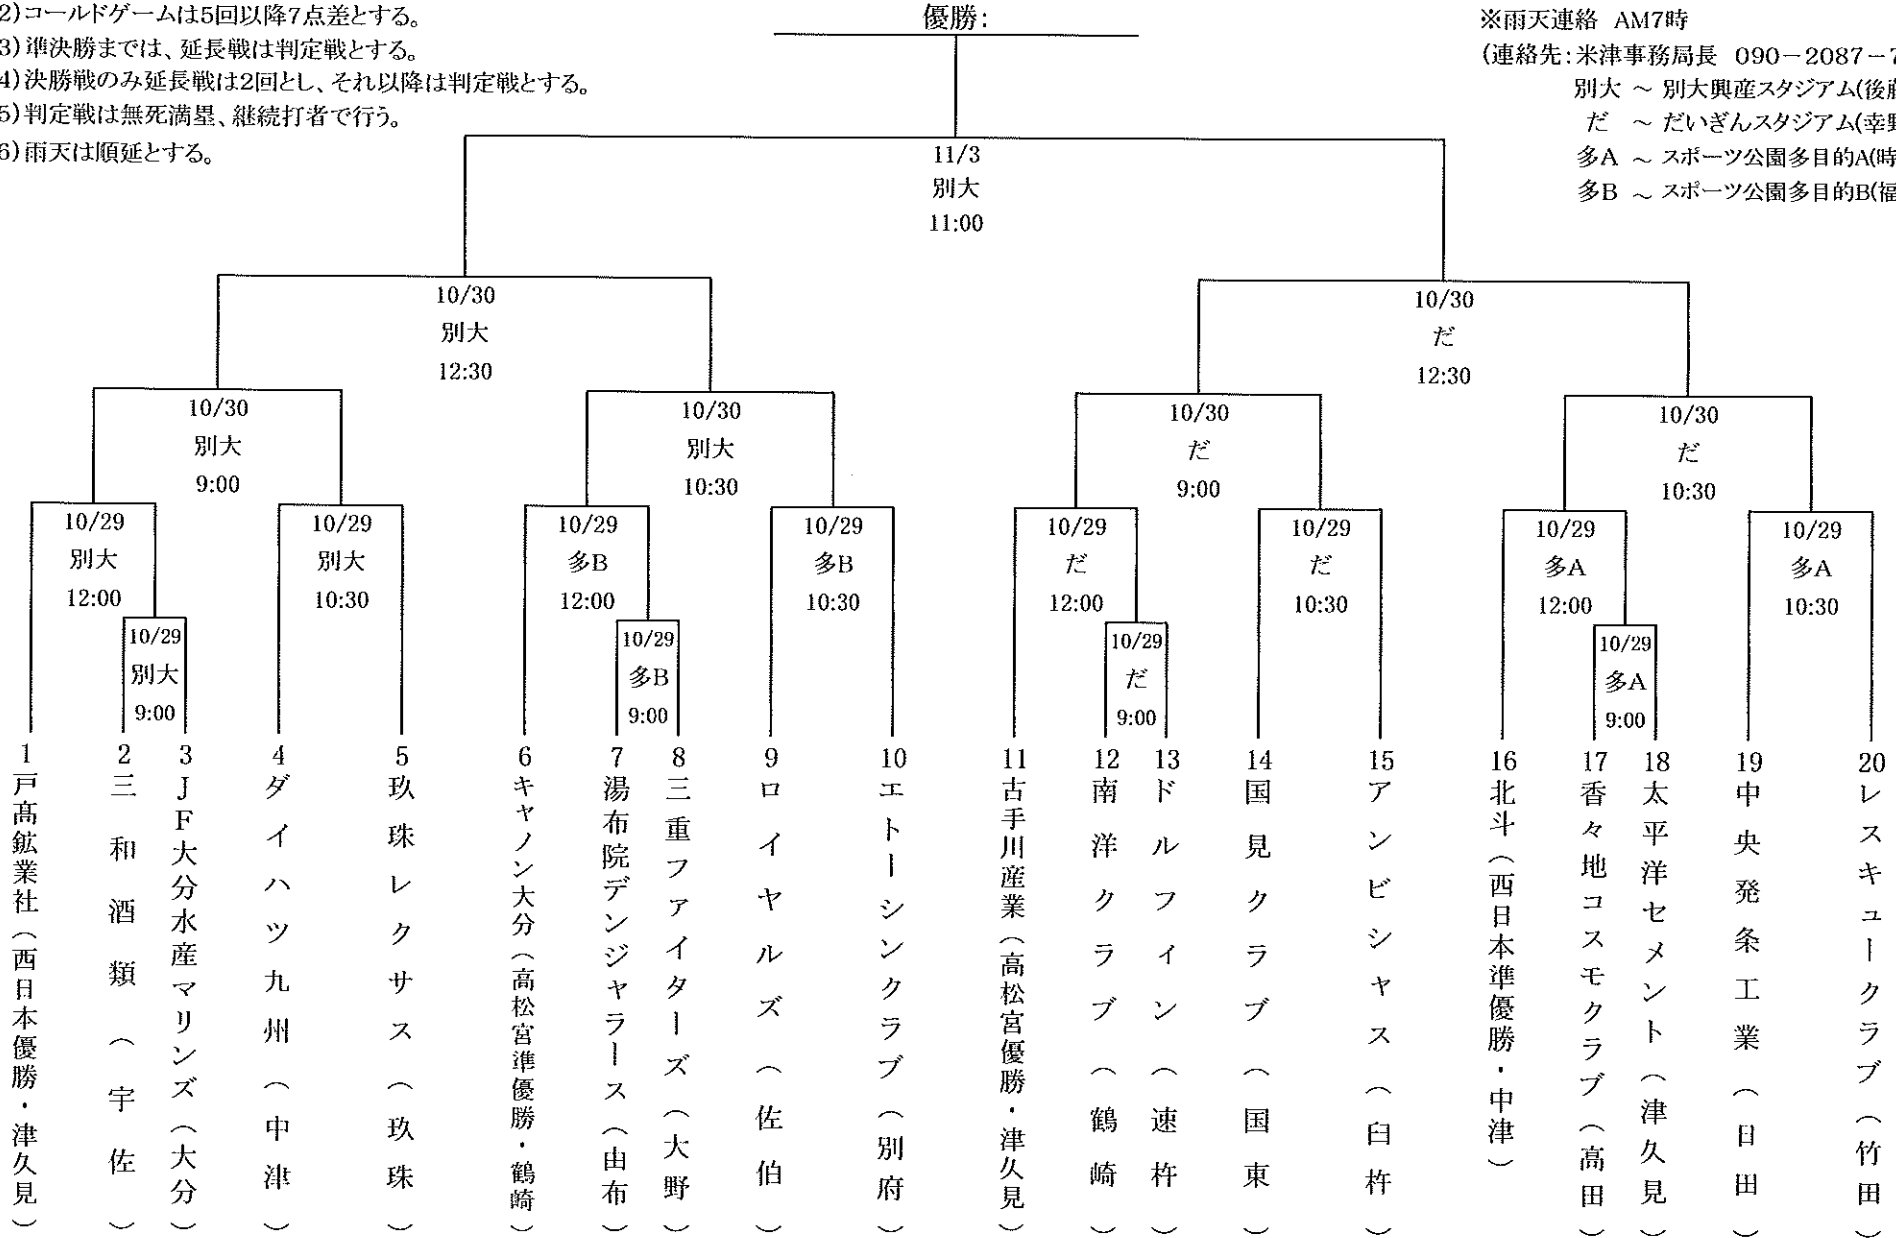 2)コールドゲームは5回以降7点差とする。
3)準決勝までは、延長戦は判定戦とする。
4)決勝戦のみ延長戦は2回とし、それ以降は判定戦とする。
5)判定戦は無死満塁、継続打者で行う。
6)雨天は順延とする。
優勝:
※雨天連絡 AM7時
(連絡先:米津事務局長 090-2087-7
別大 ~ 別大興産スタジアム(後藤
だ ~ だいぎんスタジアム(幸野
多A ~ スポーツ公園多目的A(時
多B ~ スポーツ公園多目的B(福
11/3
別大
11:00
10/30
別大
12:30
10/30
だ
12:30
10/30
別大
9:00
10/30
別大
10:30
10/30
だ
9:00
10/30
だ
10:30
10/29
別大
12:00
10/29
別大
10:30
10/29
多B
12:00
10/29
多B
10:30
10/29
だ
12:00
10/29
だ
10:30
10/29
多A
12:00
10/29
多A
10:30
10/29
別大
9:00
10/29
多B
9:00
10/29
だ
9:00
10/29
多A
9:00
1
戸髙鉱業社(西日本優勝・津久見)
2
三和酒類(宇佐)
3
JF大分水産マリンズ(大分)
4
ダイハツ九州(中津)
5
玖珠レクサス(玖珠)
6
キャノン大分(高松宮準優勝・鶴崎)
7
湯布院デンジャラース(由布)
8
三重ファイターズ(大野)
9
ロイヤルズ(佐伯)
10
エトーシンクラブ(別府)
11
古手川産業(高松宮優勝・津久見)
12
南洋クラブ(鶴崎)
13
ドルフィン(速杵)
14
国見クラブ(国東)
15
アンビシャス(臼杵)
16
北斗(西日本準優勝・中津)
17
香々地コスモクラブ(高田)
18
太平洋セメント(津久見)
19
中央発条工業(日田)
20
レスキュークラブ(竹田)